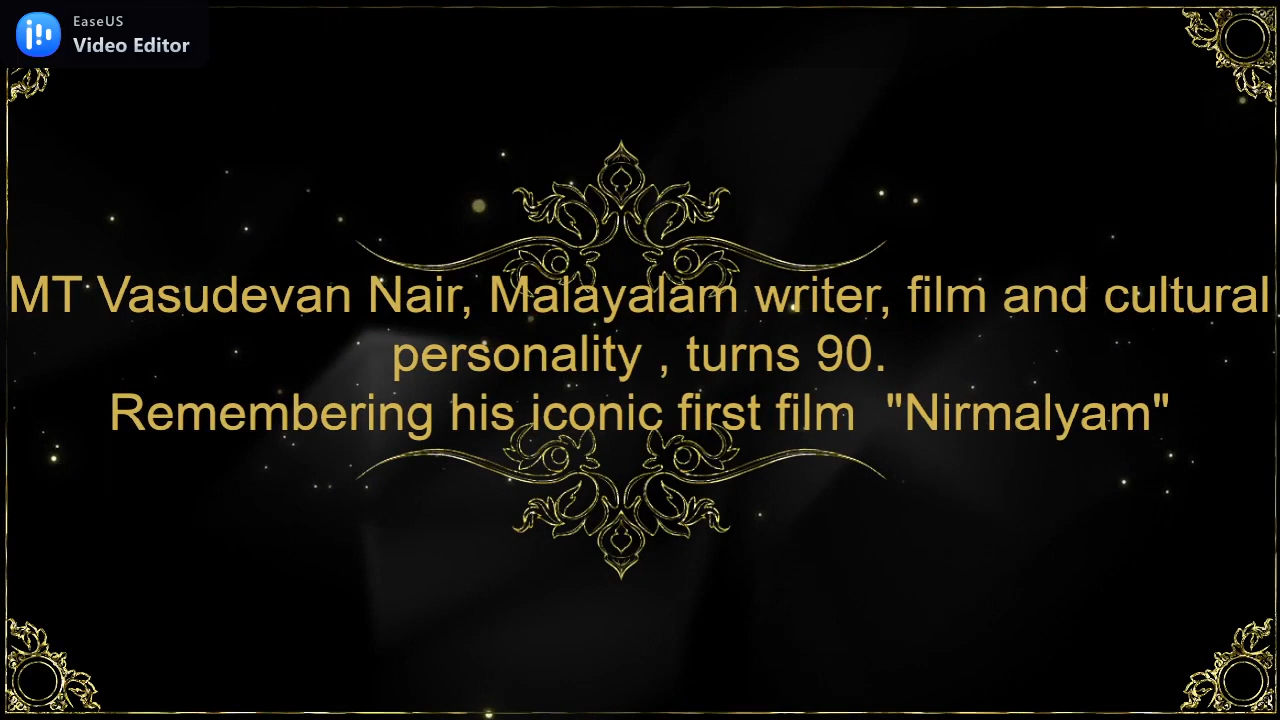 EaseUS
Video Editor
MT Vasudevan Nair, Malayalam writer, film and cultural
personality , turns 90.
Remembering his iconic first film "Nirmalyam"